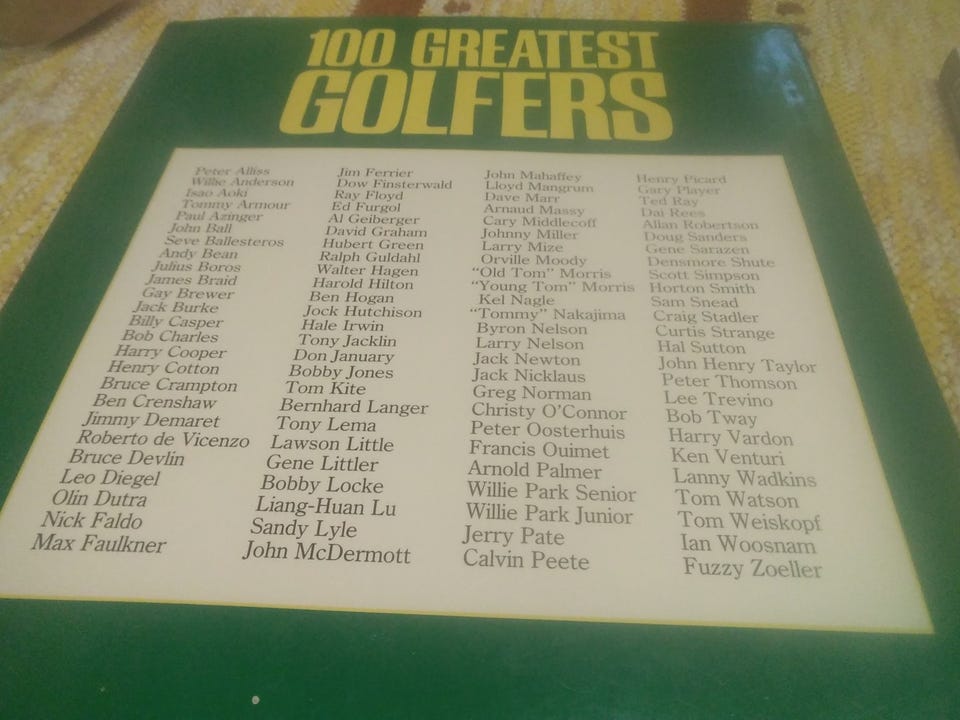 100 GREATEST
GOLFERS
Peter Alliss
Willie Anderson
Isao Aoki
Tommy Armour
Paul Azinger
John Ball
Seve Ballesteros
Andy Bean
Julius Boros
James Braid
Gay Brewer
Jack Burke
Billy Casper
Bob Charles
Harry Cooper
Henry Cotton
Bruce Crampton
Ben Crenshaw
Jimmy Demaret
Roberto de Vicenzo
Bruce Devlin
Leo Diegel
Olin Dutra
Nick Faldo
Max Faulkner
Jim Ferrier
Dow Finsterwald
Ray Floyd
Ed Furgol
Al Geiberger
David Graham
Hubert Green
Ralph Guldahl
Walter Hagen
Harold Hilton
Ben Hogan
Jock Hutchison
Hale Irwin
Tony Jacklin
Don January
Bobby Jones
Tom Kite
Bernhard Langer
Tony Lema
Lawson Little
Gene Littler
Bobby Locke
Liang-Huan Lu
Sandy Lyle
John McDermott
John Mahaffey
Lloyd Mangrum
Dave Marr
Arnaud Massy
Cary Middlecoff
Johnny Miller
Larry Mize
Orville Moody
"Old Tom" Morris
"Young Tom" Morris
Kel Nagle
"Tommy" Nakajima
Byron Nelson
Larry Nelson
Jack Newton
Jack Nicklaus
Greg Norman
Christy O'Connor
Peter Oosterhuis
Francis Ouimet
Arnold Palmer
Willie Park Senior
Willie Park Junior
Jerry Pate
Calvin Peete
Henry Picard
Gary Player
Ted Ray
Dai Rees
Allan Robertson
Doug Sanders
Gene Sarazen
Densmore Shute
Scott Simpson
Horton Smith
Sam Snead
Craig Stadler
Curtis Strange
Hal Sutton
John Henry Taylor
Peter Thomson
Lee Trevino
Bob Tway
Harry Vardon
Ken Venturi
Lanny Wadkins
Tom Watson
Tom Weiskopf
Ian Woosnam
Fuzzy Zoeller